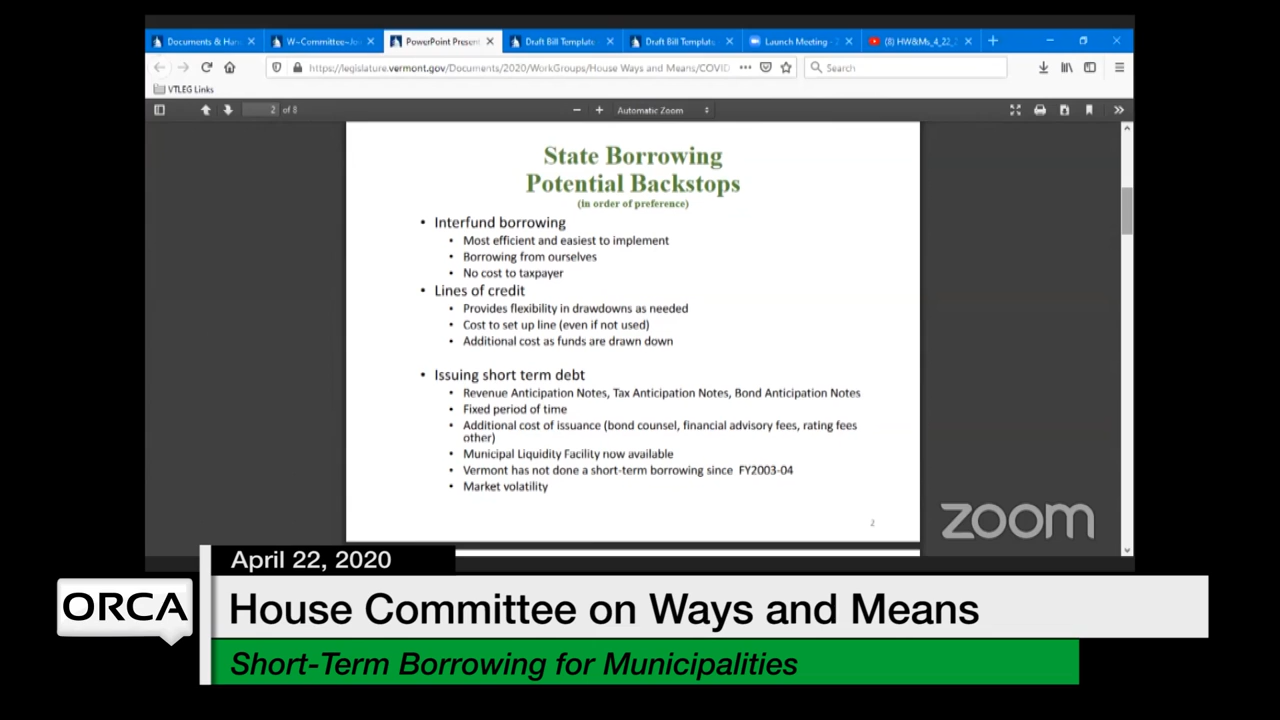 Documents & Han
W~Committee~Jo
PowerPoint Present
Draft Bill Template
Draft Bill Template
Launch Meeting -
(8) HW&Ms_4_22_
https://legislature.vermont.gov/Documents/2020/WorkGroups/House Ways and Means/COVID
Search
VTLEG Links
2 of 8
Automatic Zoom
State Borrowing
Potential Backstops
(in order of preference)
• Interfund borrowing
• Most efficient and easiest to implement
• Borrowing from ourselves
• No cost to taxpayer
• Lines of credit
• Provides flexibility in drawdowns as needed
• Cost to set up line (even if not used)
• Additional cost as funds are drawn down
• Issuing short term debt
• Revenue Anticipation Notes, Tax Anticipation Notes, Bond Anticipation Notes
• Fixed period of time
• Additional cost of issuance (bond counsel, financial advisory fees, rating fees
other)
• Municipal Liquidity Facility now available
• Vermont has not done a short-term borrowing since FY2003-04
• Market volatility
2
zoom
April 22, 2020
ORCA
House Committee on Ways and Means
Short-Term Borrowing for Municipalities